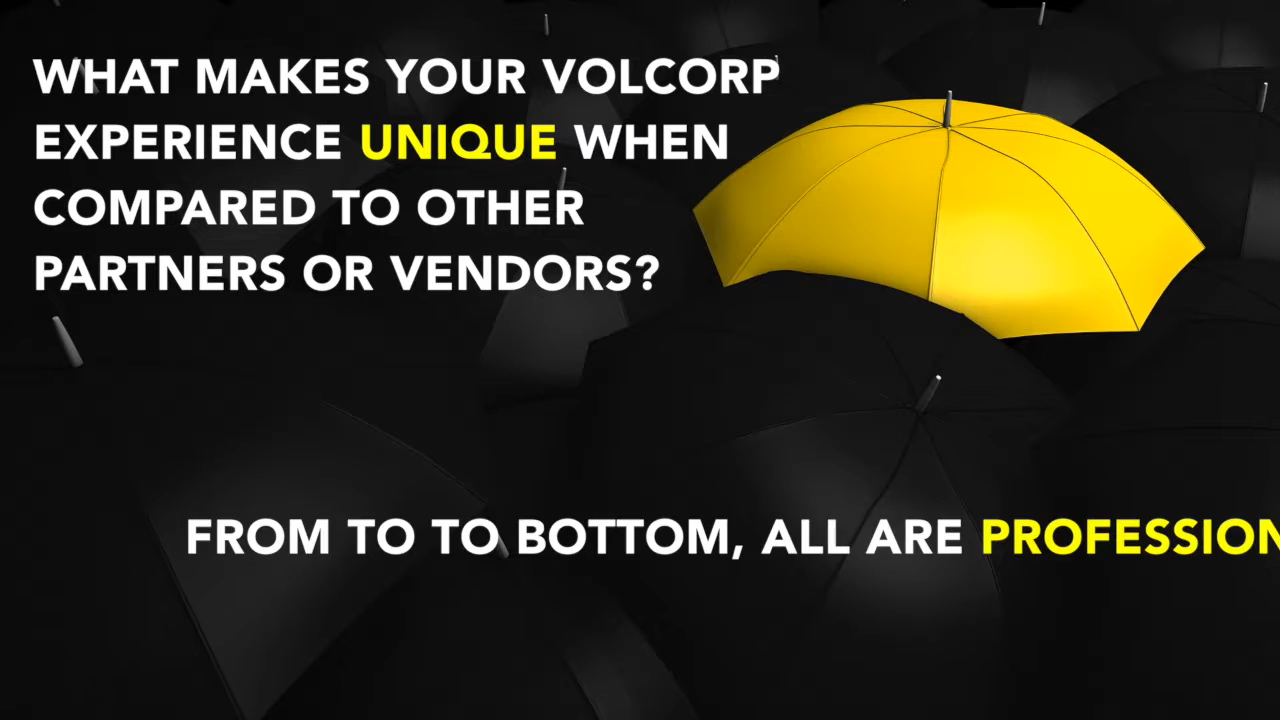 WHAT MAKES YOUR VOLCORP
EXPERIENCE UNIQUE WHEN
COMPARED TO OTHER
PARTNERS OR VENDORS?
FROM TO TO BOTTOM, ALL ARE PROFESSION